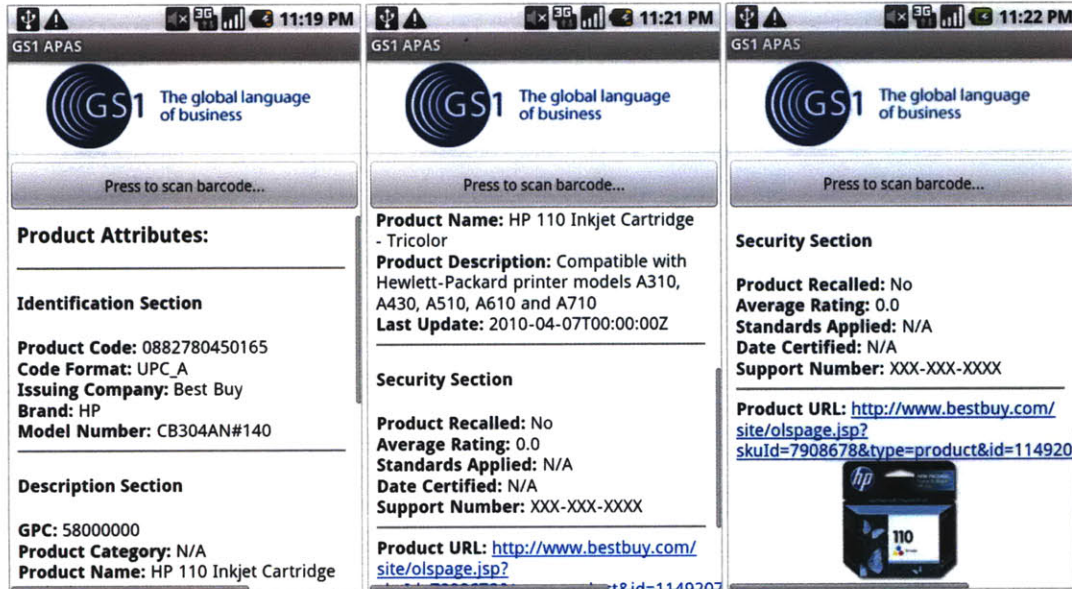 11:19 PM
GS1 APAS
GS1 The global language
of business
Press to scan barcode...
Product Attributes:
Identification Section
Product Code: 0882780450165
Code Format: UPC_A
Issuing Company: Best Buy
Brand: HP
Model Number: CB304AN#140
Description Section
GPC: 58000000
Product Category: N/A
Product Name: HP 110 Inkjet Cartridge
3G 11:21 PM
GS1 APAS
GS1 The global language
of business
Press to scan barcode...
Product Name: HP 110 Inkjet Cartridge
- Tricolor
Product Description: Compatible with
Hewlett-Packard printer models A310,
A430, A510, A610 and A710
Last Update: 2010-04-07T00:00:00Z
Security Section
Product Recalled: No
Average Rating: 0.0
Standards Applied: N/A
Date Certified: N/A
Support Number: XXX-XXX-XXXX
Product URL: http://www.bestbuy.com/
site/olspage.jsp?
3G 11:22 PM
GS1 APAS
GS1 The global language
of business
Press to scan barcode...
Security Section
Product Recalled: No
Average Rating: 0.0
Standards Applied: N/A
Date Certified: N/A
Support Number: XXX-XXX-XXXX
Product URL: http://www.bestbuy.com/
site/olspage.jsp?
skuId=7908678&type=product&id=114920
hp
110